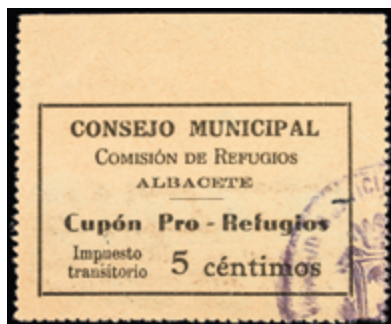 CONSEJO MUNICIPAL
COMISIÓN DE REFUGIOS
ALBACETE
Cupón Pro - Refugios
Impuesto
transitorio 5 céntimos